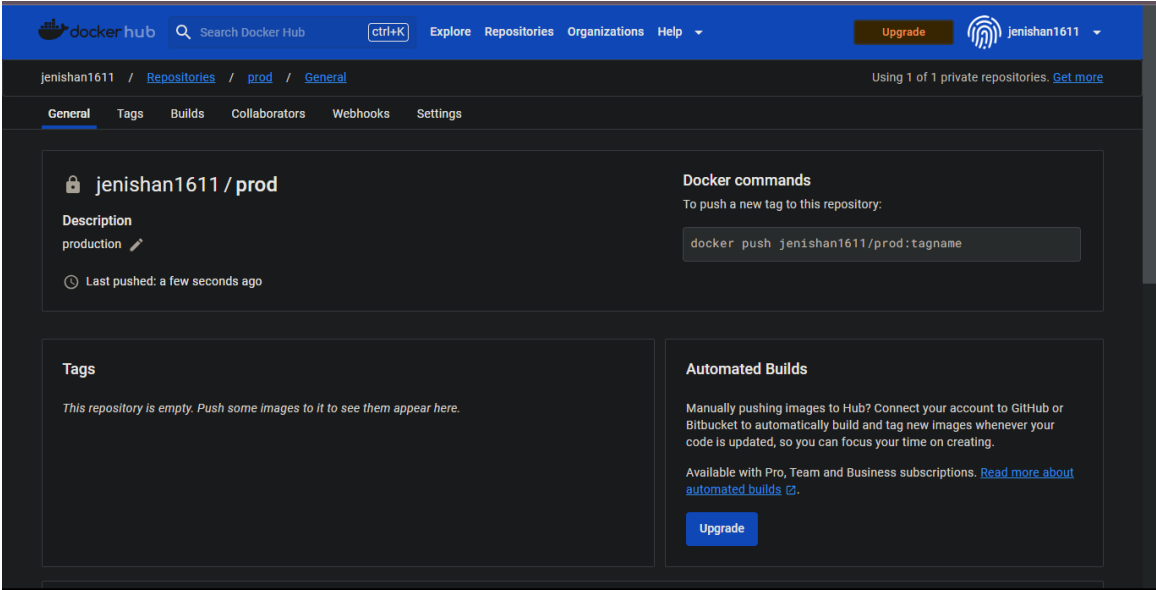 dockerhub Search Docker Hub ctrl+K Explore Repositories Organizations Help Upgrade jenishan1611
jenishan1611 / Repositories / prod / General Using 1 of 1 private repositories. Get more
General Tags Builds Collaborators Webhooks Settings
jenishan1611 / prod
Description
production
Last pushed: a few seconds ago
Docker commands
To push a new tag to this repository:
docker push jenishan1611/prod:tagname
Tags
This repository is empty. Push some images to it to see them appear here.
Automated Builds
Manually pushing images to Hub? Connect your account to GitHub or
Bitbucket to automatically build and tag new images whenever your
code is updated, so you can focus your time on creating.
Available with Pro, Team and Business subscriptions. Read more about
automated builds .
Upgrade